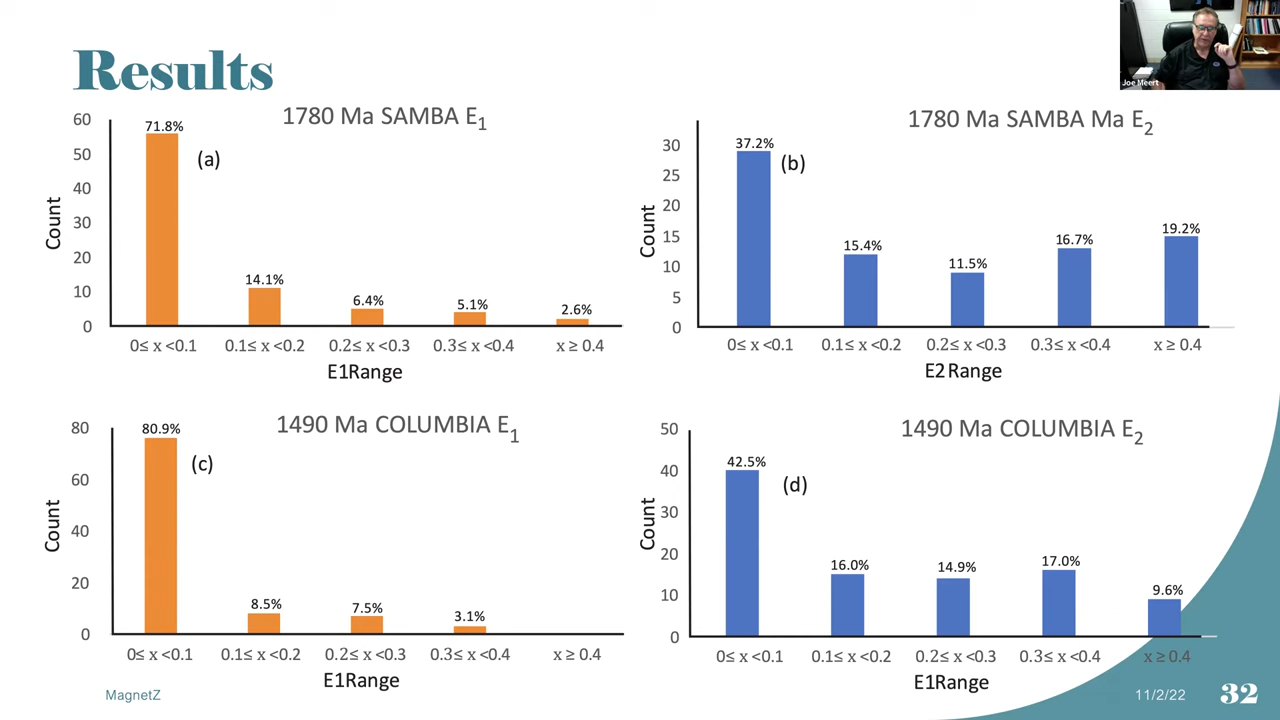 Results
Joe Meert
1780 Ma SAMBA E1
(a)
Count
60
50
40
30
20
10
0
71.8%
14.1%
6.4%
5.1%
2.6%
0≤ x <0.1
0.1≤ x <0.2
0.2≤ x <0.3
0.3≤ x <0.4
x ≥ 0.4
E1Range
1780 Ma SAMBA Ma E2
(b)
Count
30
25
20
15
10
5
0
37.2%
15.4%
11.5%
16.7%
19.2%
0≤ x <0.1
0.1≤ x <0.2
0.2≤ x <0.3
0.3≤ x <0.4
x ≥ 0.4
E2 Range
1490 Ma COLUMBIA E1
(c)
Count
80
60
40
20
0
80.9%
8.5%
7.5%
3.1%
0≤ x <0.1
0.1≤ x <0.2
0.2≤ x <0.3
0.3≤ x <0.4
x ≥ 0.4
E1Range
1490 Ma COLUMBIA E2
(d)
Count
50
40
30
20
10
0
42.5%
16.0%
14.9%
17.0%
9.6%
0≤ x <0.1
0.1≤ x <0.2
0.2≤ x <0.3
0.3≤ x <0.4
x ≥ 0.4
E1Range
MagnetZ
11/2/22
32